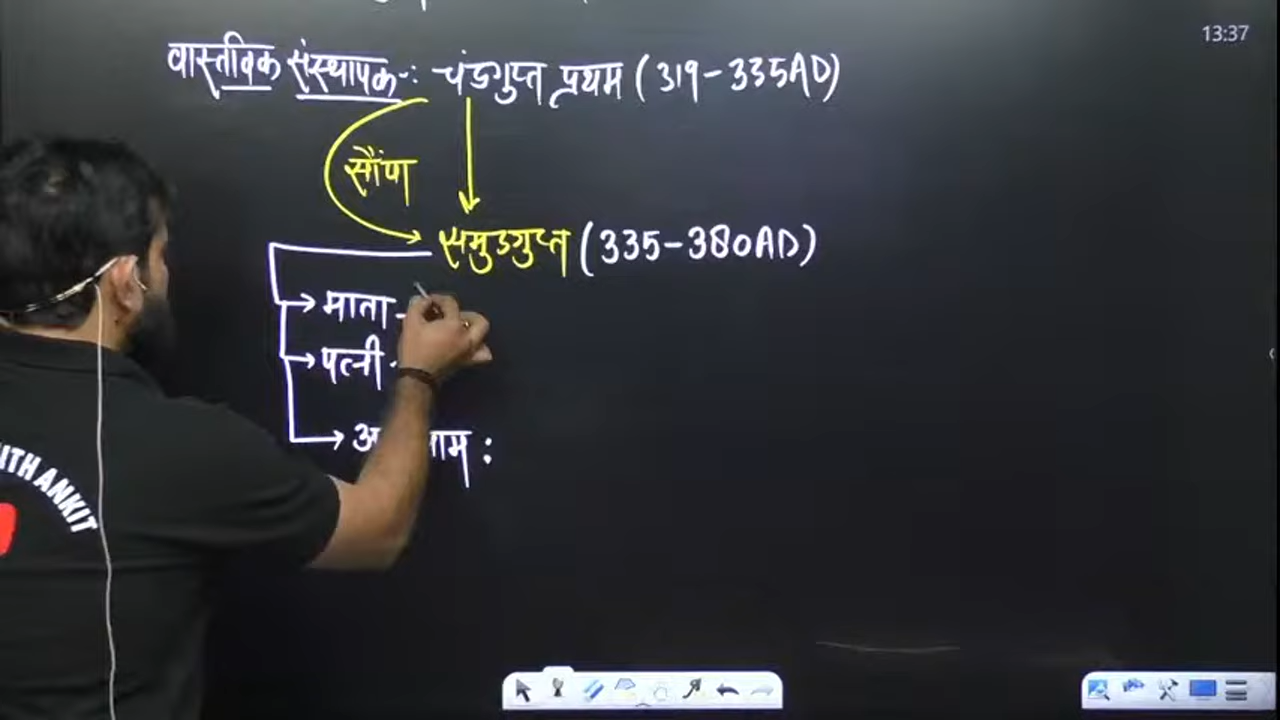 13:37
वास्तविक संस्थापक-: चंद्रगुप्त प्रथम (319-335AD)
सौंपा
समुद्रगुप्त (335-380AD)
→ माता -
→ पत्नी -
नाम :
ITH ANKIT